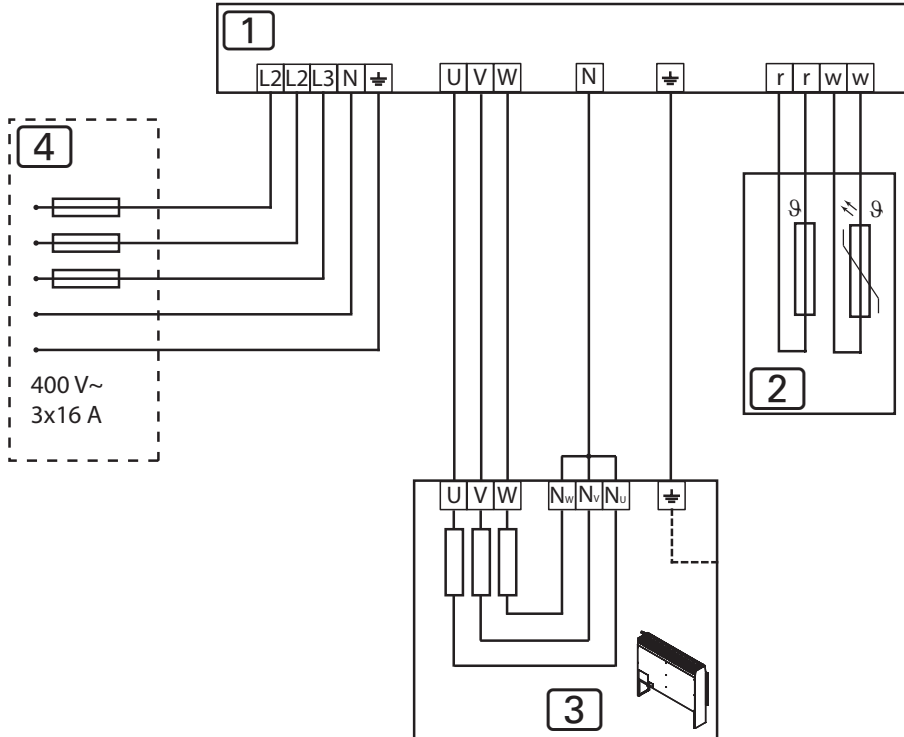 1
L2 L2 L3 N U V W N r r w w
4
ϑ ϑ
400 V~
3x16 A
2
U V W NW NV NU
3